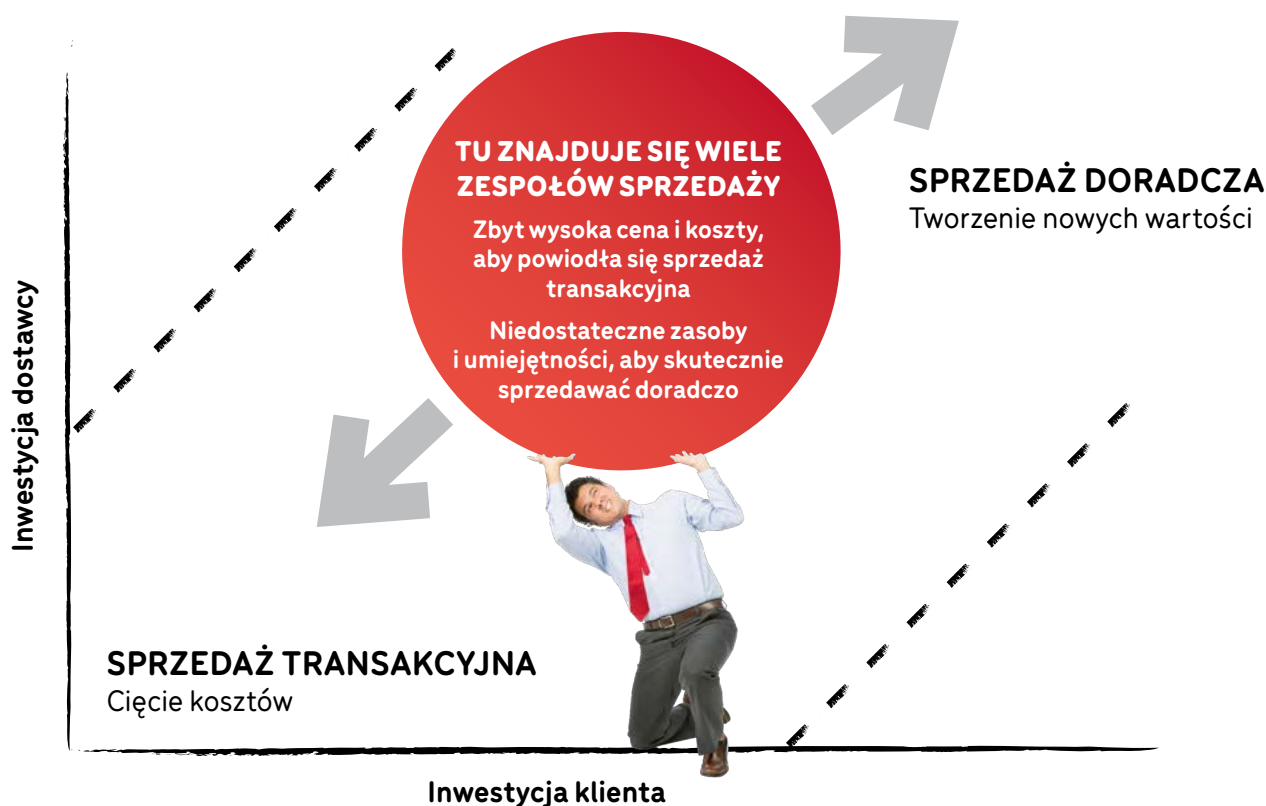 TU ZNAJDUJE SIĘ WIELE
ZESPOŁÓW SPRZEDAŻY
Zbyt wysoka cena i koszty,
aby powiodła się sprzedaż
transakcyjna
Niedostateczne zasoby
i umiejętności, aby skutecznie
sprzedawać doradczo
SPRZEDAŻ DORADCZA
Tworzenie nowych wartości
Inwestycja dostawcy
SPRZEDAŻ TRANSAKCYJNA
Cięcie kosztów
Inwestycja klienta